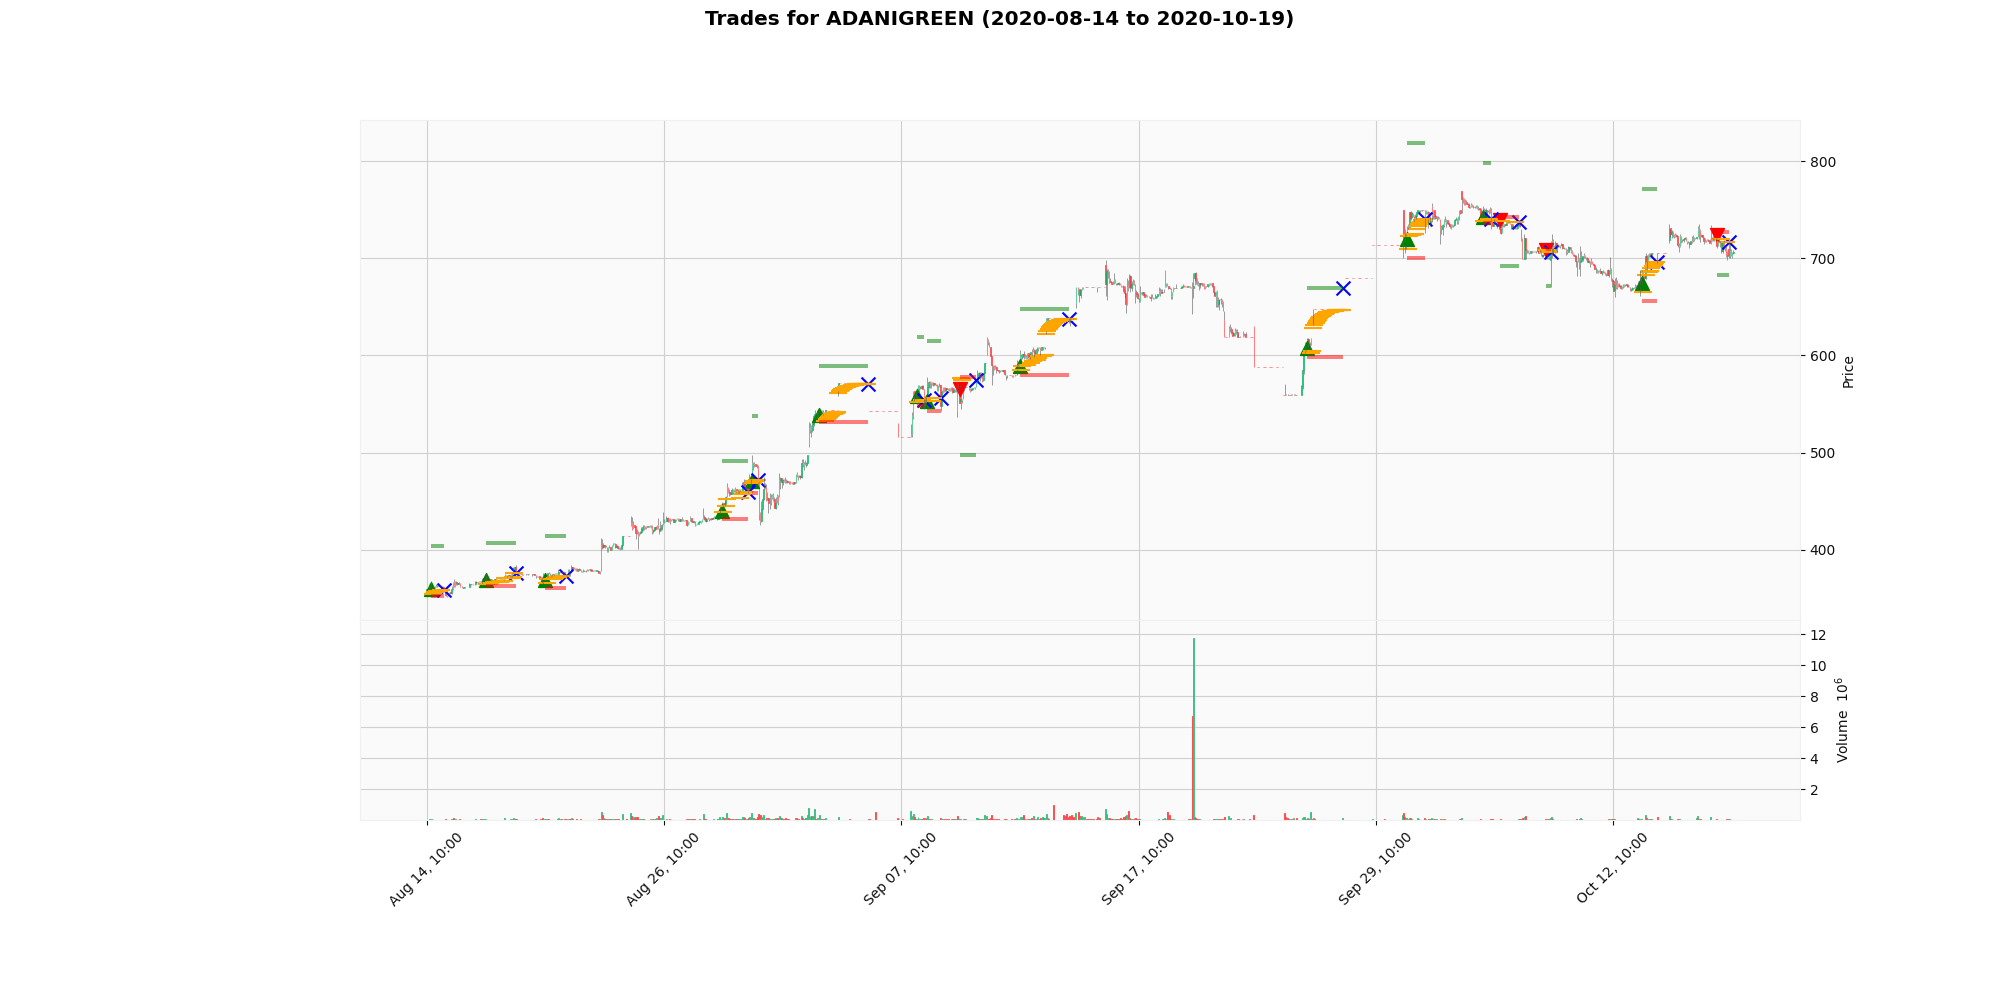 Trades for ADANIGREEN (2020-08-14 to 2020-10-19)
800
700
600
500
400
Price
12
10
8
6
4
2
Volume 10^6
Aug 14, 10:00
Aug 26, 10:00
Sep 07, 10:00
Sep 17, 10:00
Sep 29, 10:00
Oct 12, 10:00